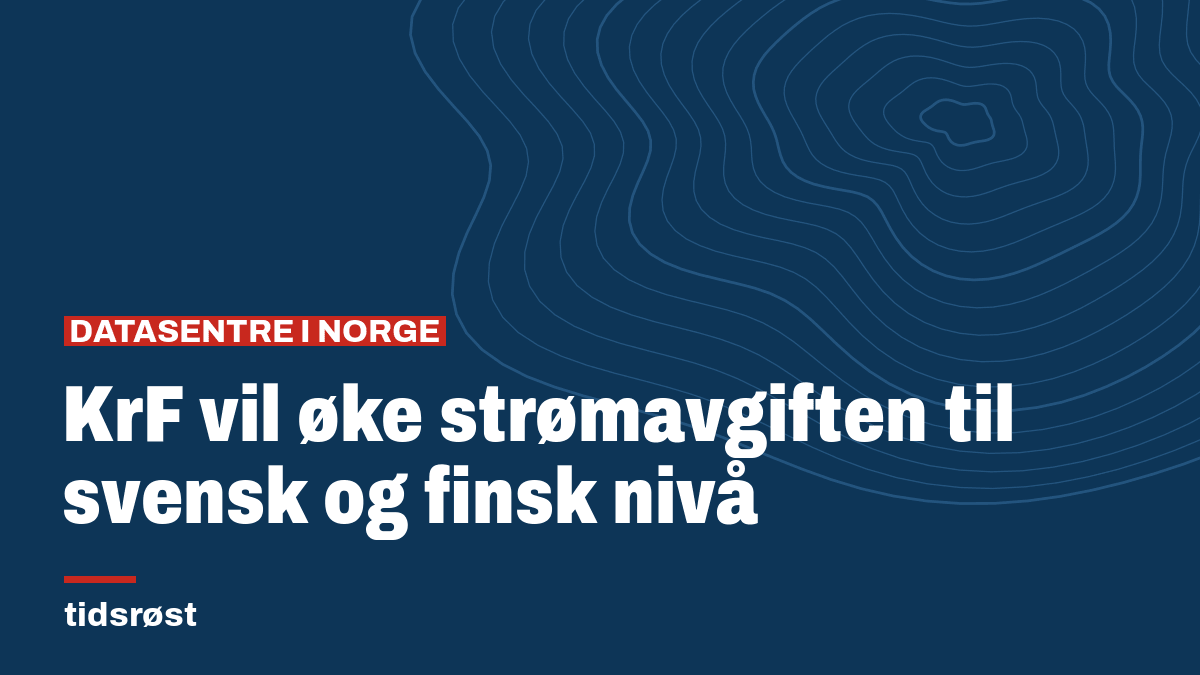 DATASENTRE I NORGE
KrF vil øke strømavgiften til
svensk og finsk nivå
tidsrøst